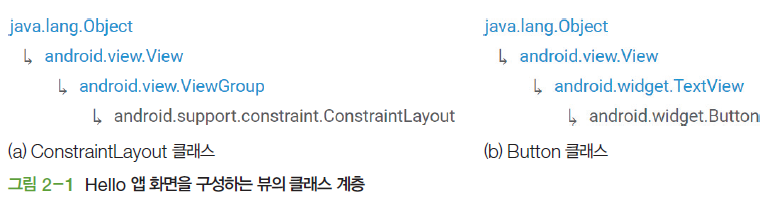 java.lang.Object
↳ android.view.View
↳ android.view.ViewGroup
↳ android.support.constraint.ConstraintLayout
(a) ConstraintLayout 클래스
java.lang.Object
↳ android.view.View
↳ android.widget.TextView
↳ android.widget.Button
(b) Button 클래스
그림 2-1 Hello 앱 화면을 구성하는 뷰의 클래스 계층